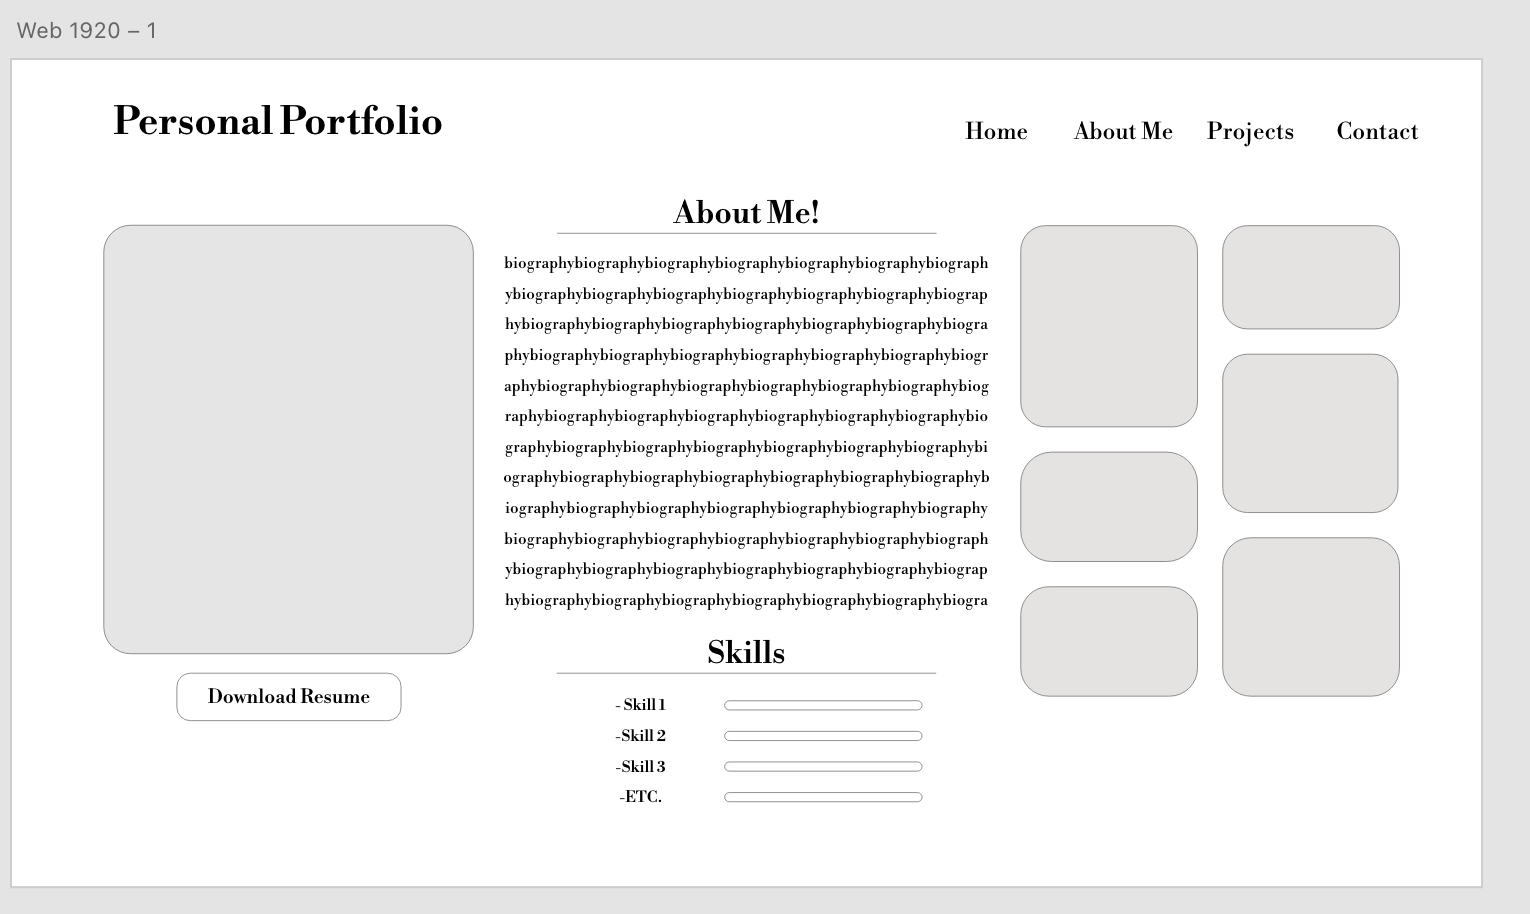 Web 1920 – 1
Personal Portfolio
Home About Me Projects Contact
About Me!
biographybiographybiographybiographybiographybiographybiograph
ybiographybiographybiographybiographybiographybiographybiograp
hybiographybiographybiographybiographybiographybiographybiogra
phybiographybiographybiographybiographybiographybiographybiogr
aphybiographybiographybiographybiographybiographybiographybiog
raphybiographybiographybiographybiographybiographybiographybio
graphybiographybiographybiographybiographybiographybiographybi
ographybiographybiographybiographybiographybiographybiographyb
iographybiographybiographybiographybiographybiographybiography
biographybiographybiographybiographybiographybiographybiograph
ybiographybiographybiographybiographybiographybiographybiograp
hybiographybiographybiographybiographybiographybiographybiogra
Download Resume
Skills
- Skill 1
-Skill 2
-Skill 3
-ETC.